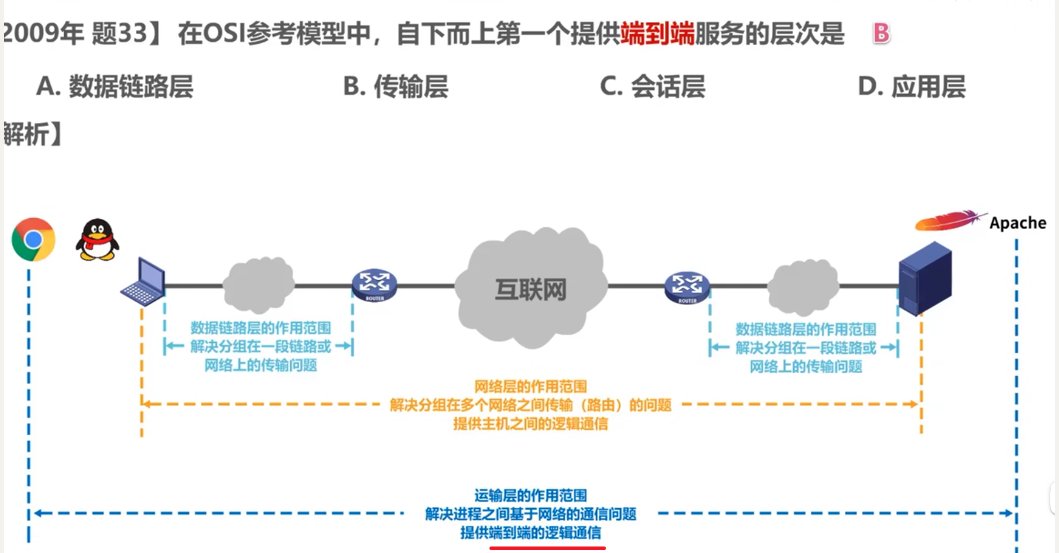 2009年 题33】在OSI参考模型中，自下而上第一个提供端到端服务的层次是 B
A. 数据链路层 B. 传输层 C. 会话层 D. 应用层
解析】
Apache
互联网
ROUTER
ROUTER
数据链路层的作用范围
解决分组在一段链路或
网络上的传输问题
数据链路层的作用范围
解决分组在一段链路或
网络上的传输问题
网络层的作用范围
解决分组在多个网络之间传输（路由）的问题
提供主机之间的逻辑通信
运输层的作用范围
解决进程之间基于网络的通信问题
提供端到端的逻辑通信